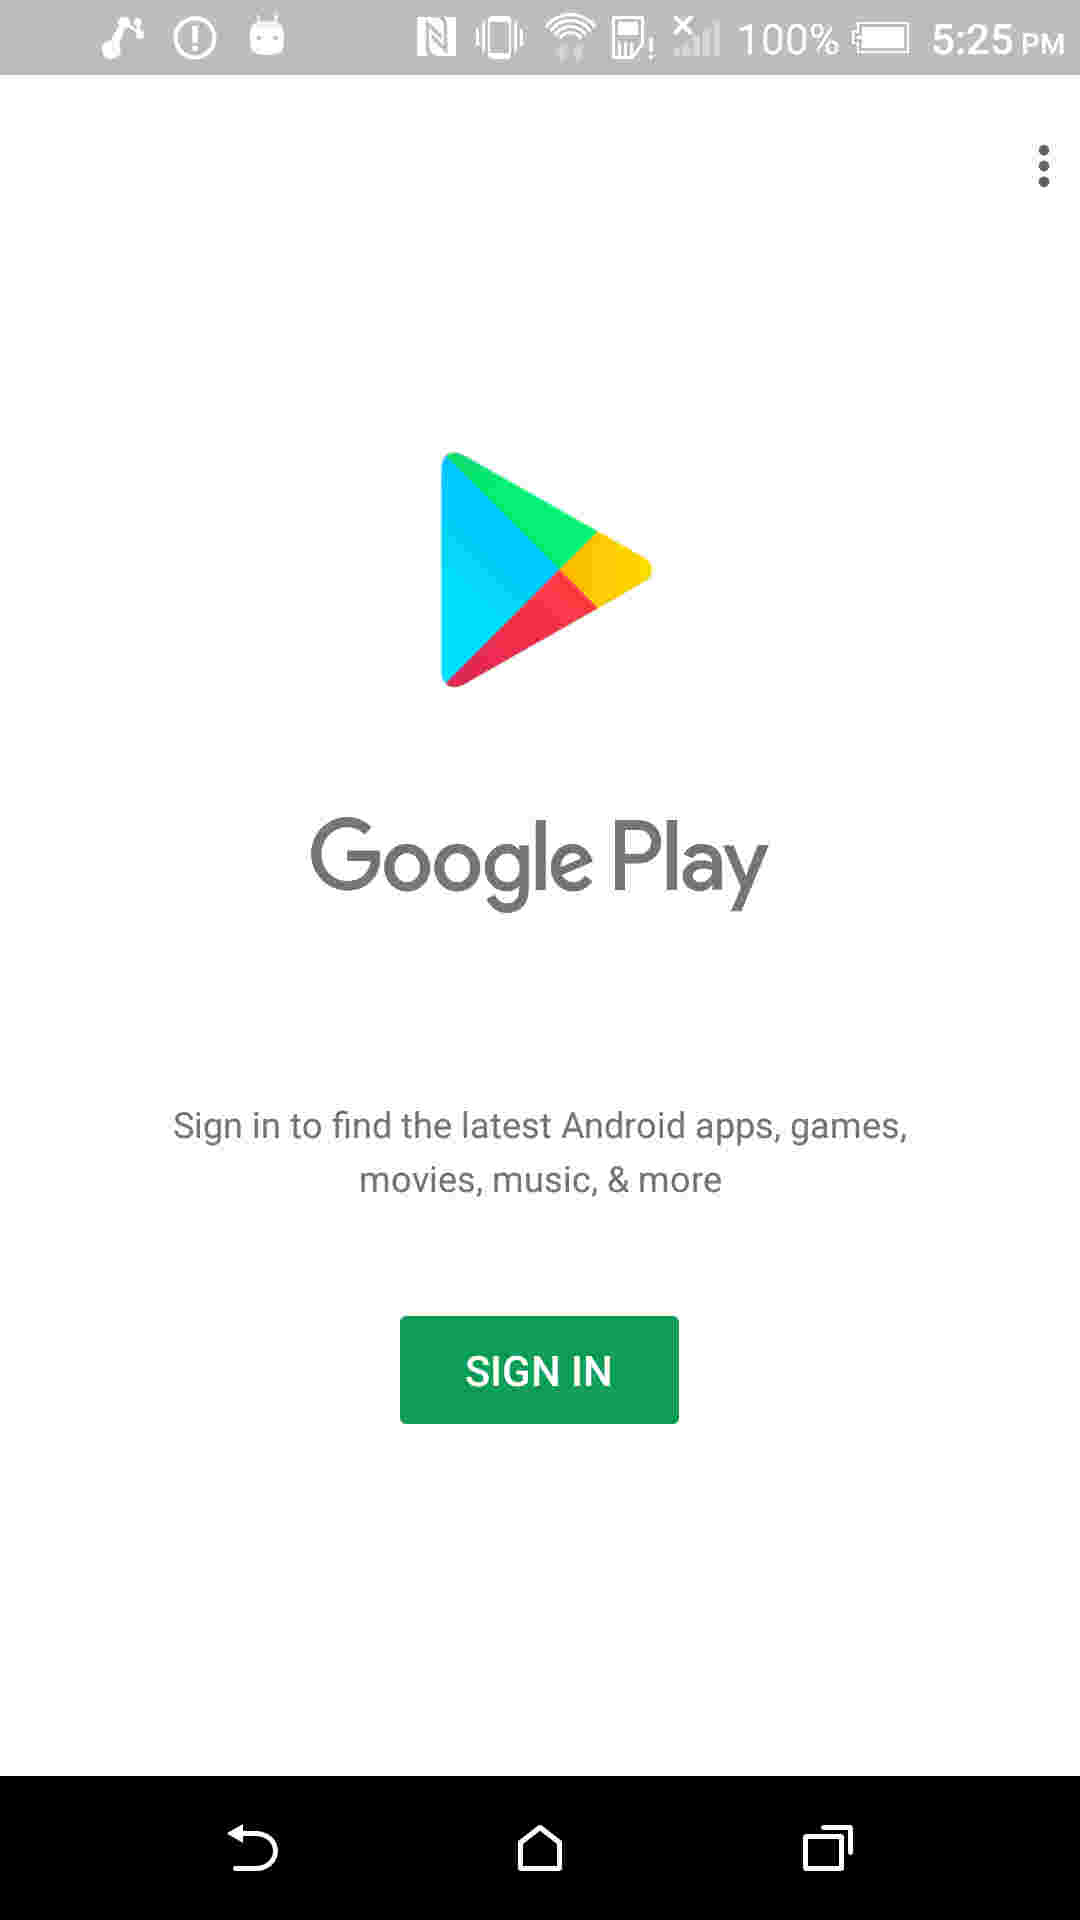 100% 5:25 PM
Google Play
Sign in to find the latest Android apps, games,
movies, music, & more
SIGN IN